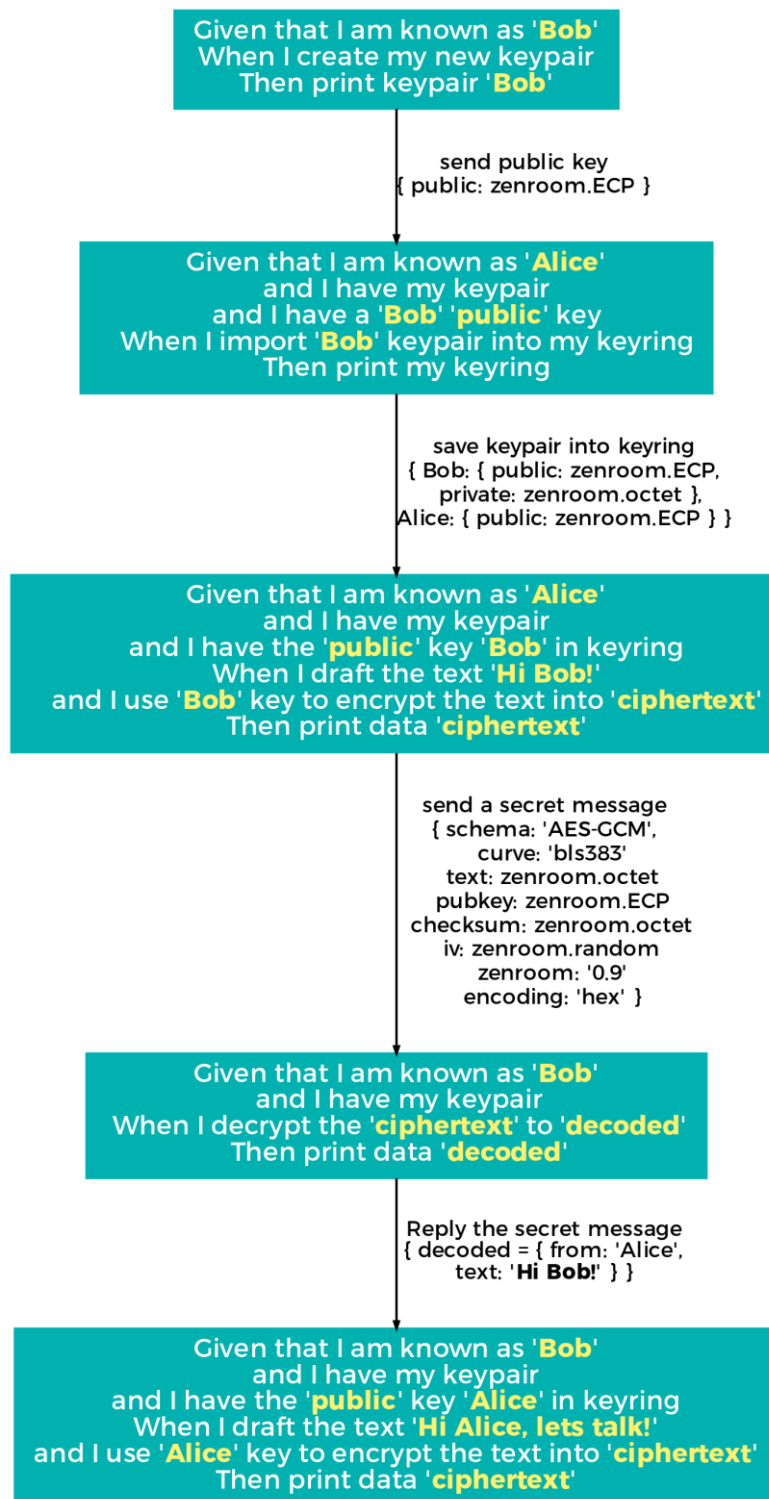 Given that I am known as 'Bob'
When I create my new keypair
Then print keypair 'Bob'
send public key
{ public: zenroom.ECP }
Given that I am known as 'Alice'
and I have my keypair
and I have a 'Bob' 'public' key
When I import 'Bob' keypair into my keyring
Then print my keyring
save keypair into keyring
{ Bob: { public: zenroom.ECP,
private: zenroom.octet },
Alice: { public: zenroom.ECP } }
Given that I am known as 'Alice'
and I have my keypair
and I have the 'public' key 'Bob' in keyring
When I draft the text 'Hi Bob!'
and I use 'Bob' key to encrypt the text into 'ciphertext'
Then print data 'ciphertext'
send a secret message
{ schema: 'AES-GCM',
curve: 'bls383'
text: zenroom.octet
pubkey: zenroom.ECP
checksum: zenroom.octet
iv: zenroom.random
zenroom: '0.9'
encoding: 'hex' }
Given that I am known as 'Bob'
and I have my keypair
When I decrypt the 'ciphertext' to 'decoded'
Then print data 'decoded'
Reply the secret message
{ decoded = { from: 'Alice',
text: 'Hi Bob!' } }
Given that I am known as 'Bob'
and I have my keypair
and I have the 'public' key 'Alice' in keyring
When I draft the text 'Hi Alice, lets talk!'
and I use 'Alice' key to encrypt the text into 'ciphertext'
Then print data 'ciphertext'